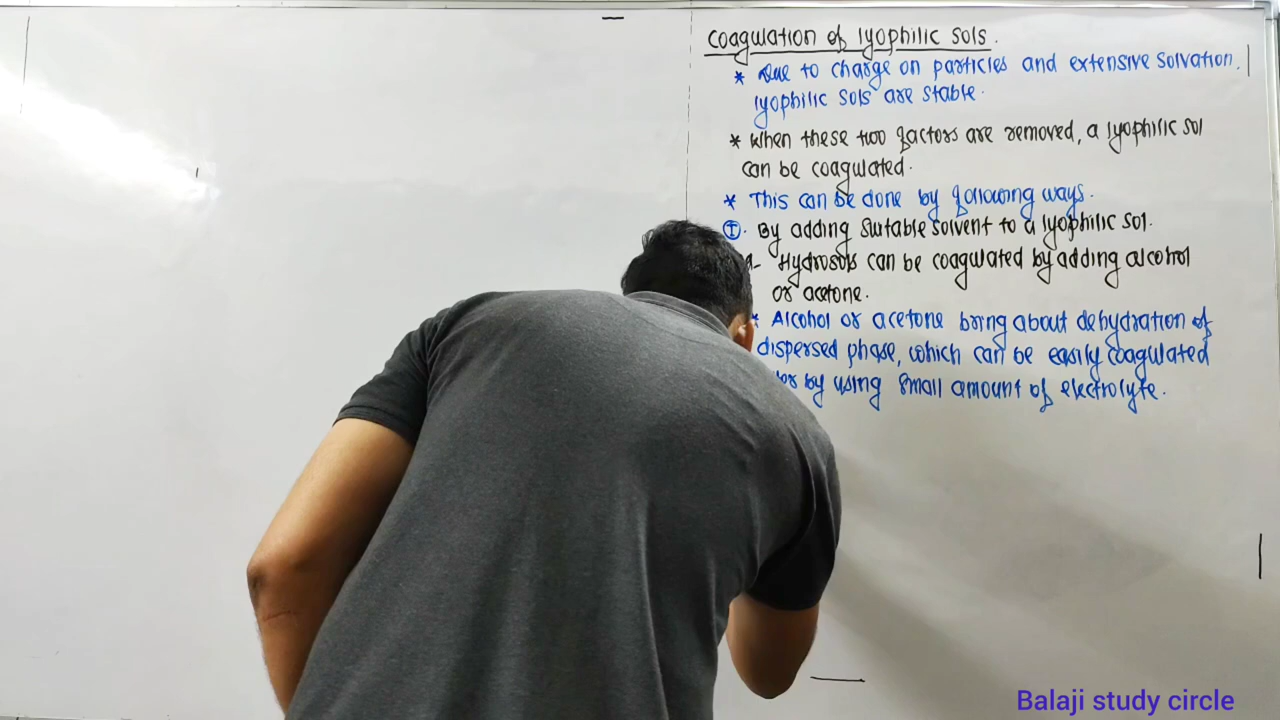 Coagulation of lyophilic sols.
* Due to charge on particles and extensive solvation.
lyophilic sols are stable.
* When these two factors are removed, a lyophilic sol
can be coagulated.
* This can be done by following ways.
I. By adding suitable solvent to a lyophilic sol.
Hydrosols can be coagulated by adding alcohol
or acetone.
* Alcohol or acetone bring about dehydration of
dispersed phase, which can be easily coagulated
by using small amount of electrolyte.
Balaji study circle